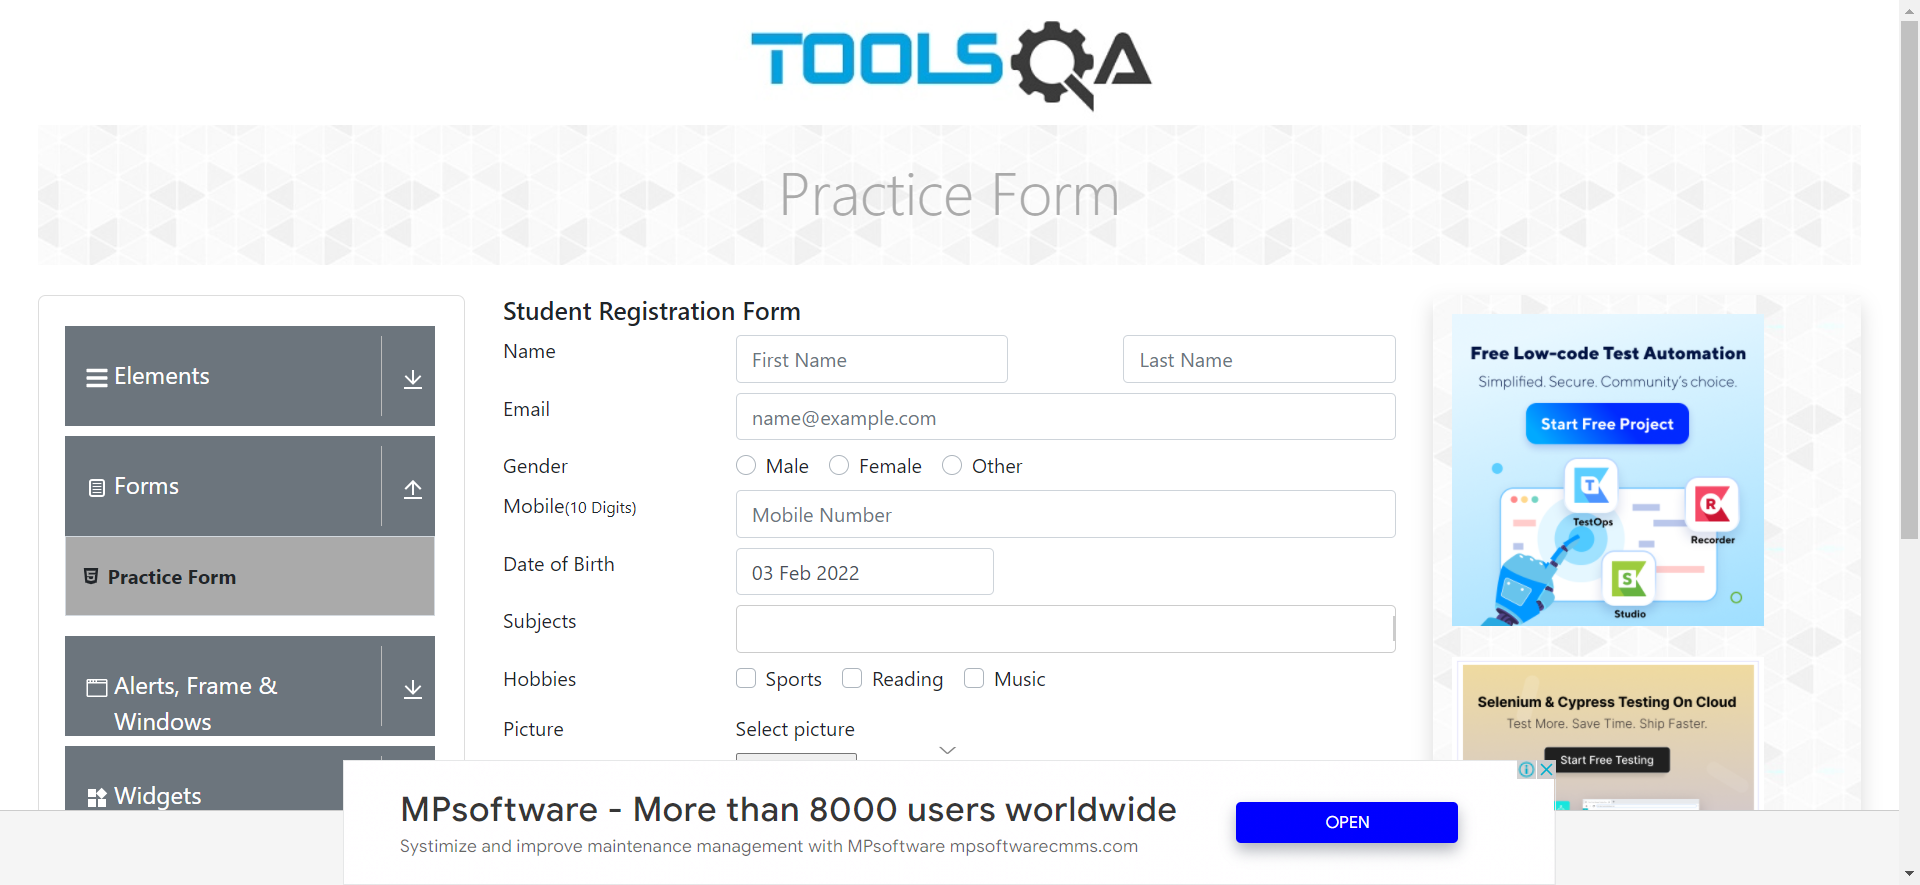 TOOLSQA
Practice Form
Elements
Forms
Practice Form
Alerts, Frame &
Windows
Widgets
Student Registration Form
Name
First Name
Last Name
Email
name@example.com
Gender
Male
Female
Other
Mobile(10 Digits)
Mobile Number
Date of Birth
03 Feb 2022
Subjects
Hobbies
Sports
Reading
Music
Picture
Select picture
Free Low-code Test Automation
Simplified. Secure. Community's choice.
Start Free Project
T
TestOps
R
Recorder
S
Studio
Selenium & Cypress Testing On Cloud
Test More. Save Time. Ship Faster.
Start Free Testing
MPsoftware - More than 8000 users worldwide
Systimize and improve maintenance management with MPsoftware mpsoftwarecmms.com
OPEN